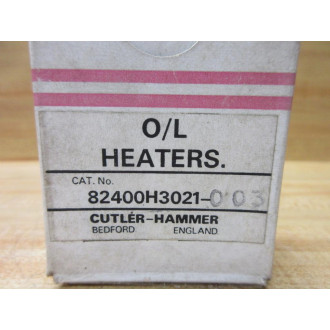 O/L
HEATERS.
CAT. No.
82400H3021-003
CUTLER-HAMMER
BEDFORD ENGLAND